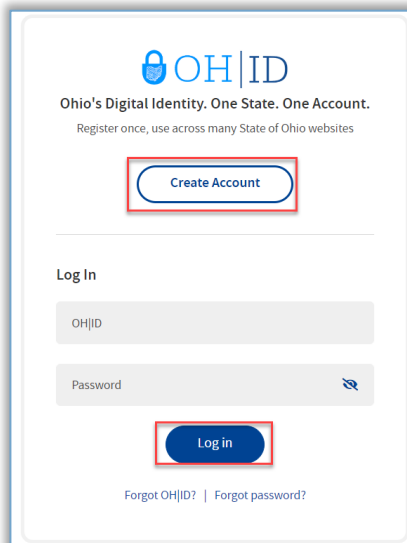 OH|ID
Ohio's Digital Identity. One State. One Account.
Register once, use across many State of Ohio websites
Create Account
Log In
OH|ID
Password
Log in
Forgot OH|ID? | Forgot password?